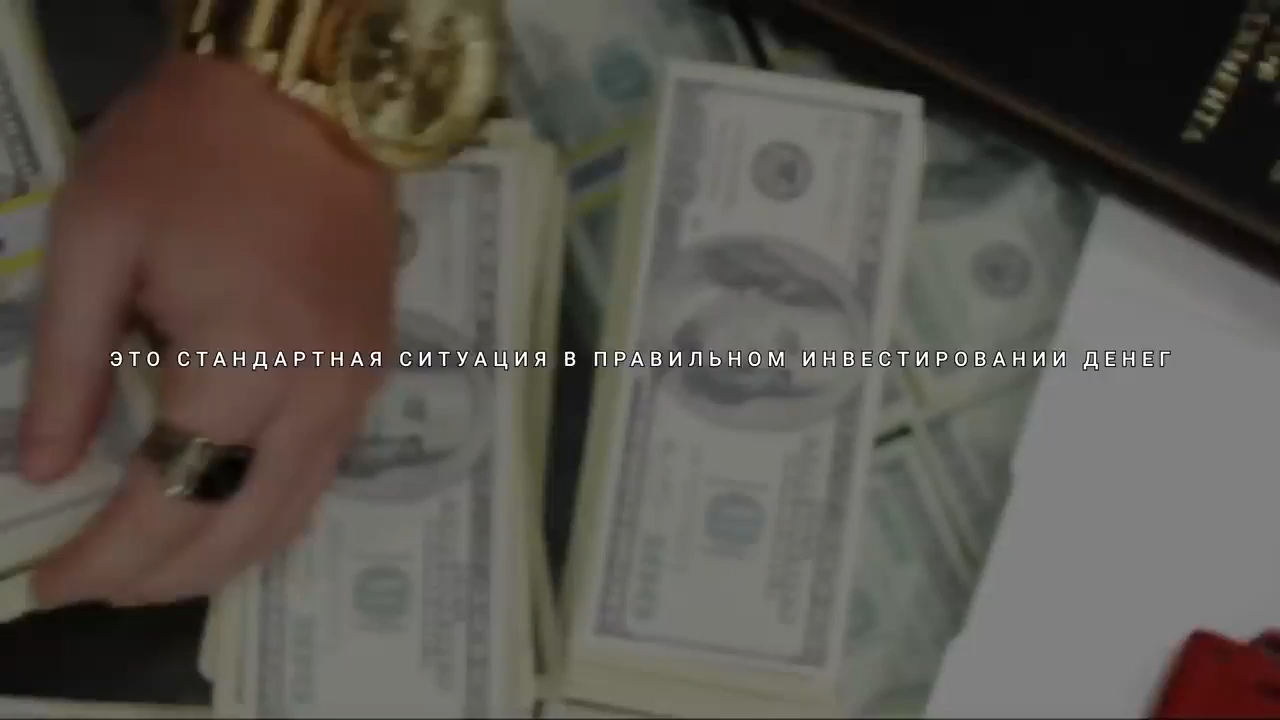 ЭТО СТАНДАРТНАЯ СИТУАЦИЯ В ПРАВИЛЬНОМ ИНВЕСТИРОВАНИИ ДЕНЕГ